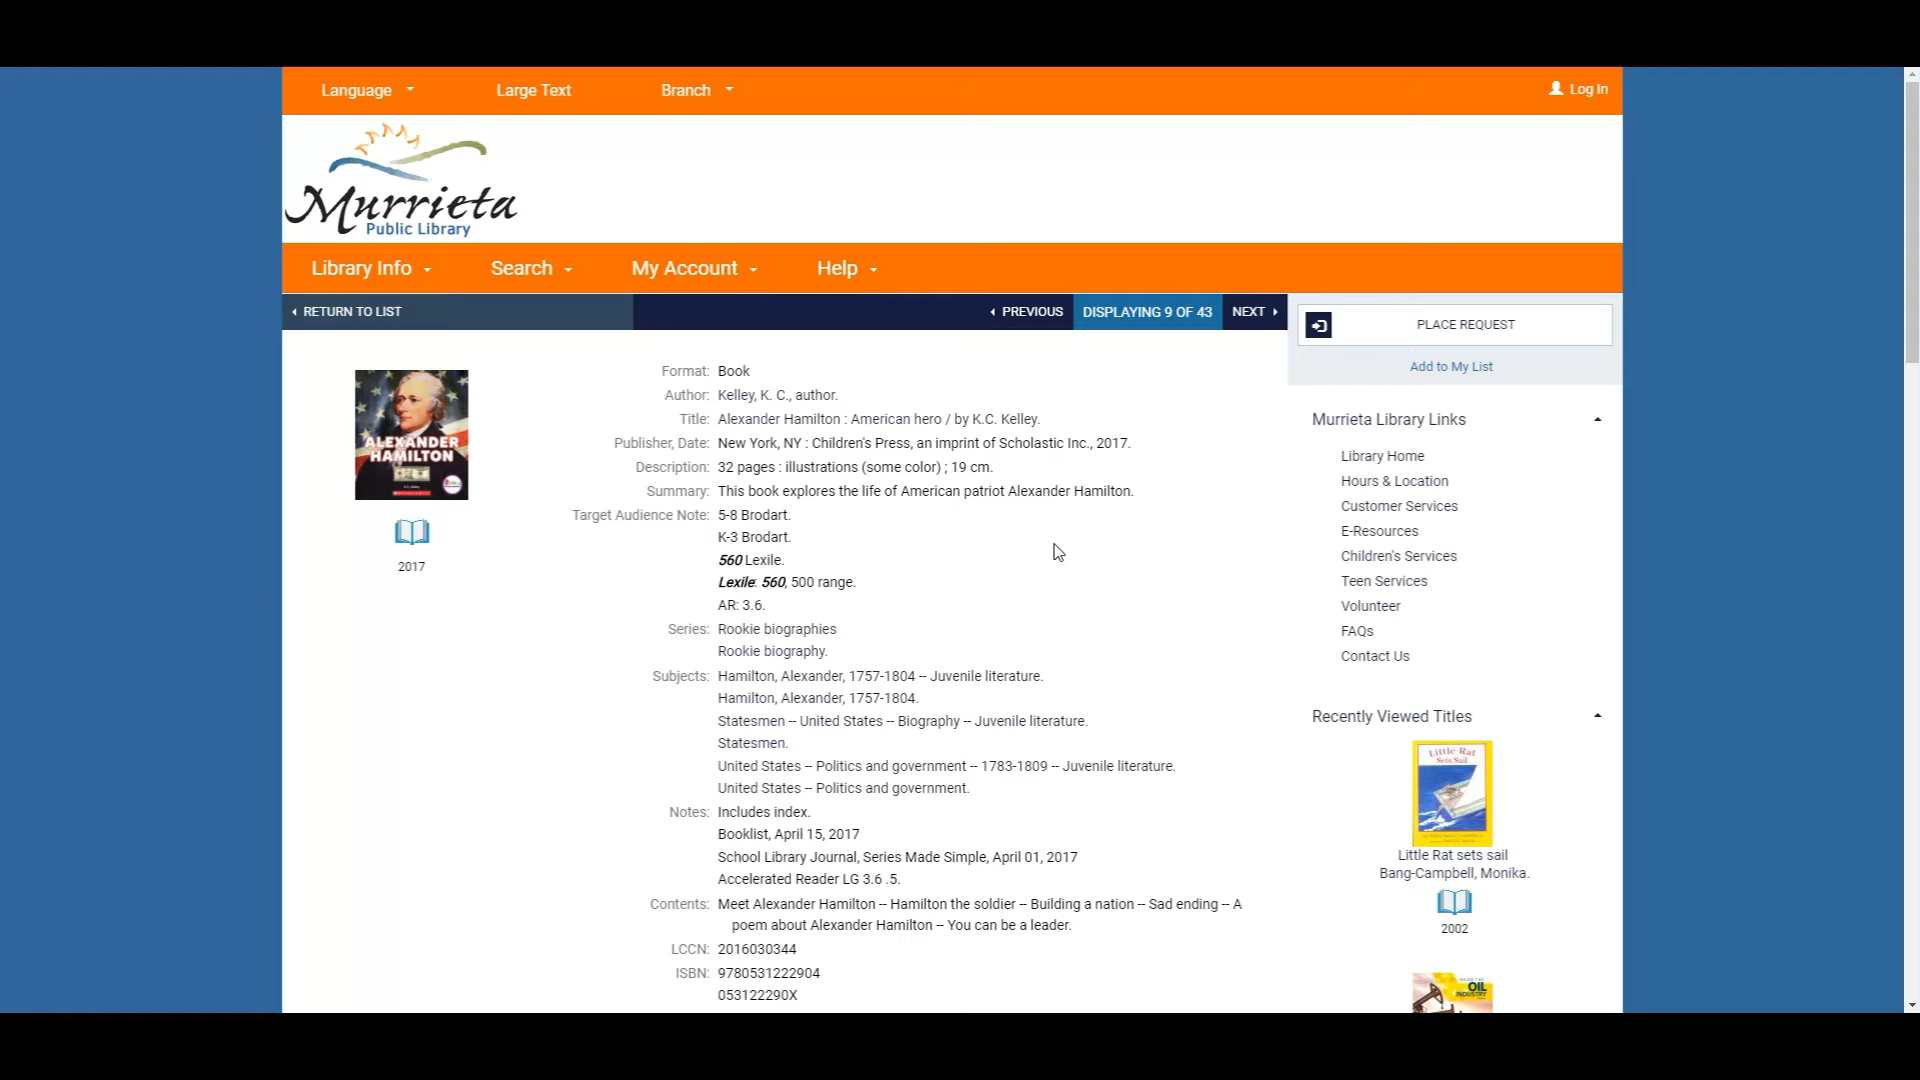 Language
Large Text
Branch
Log In
Murrieta
Public Library
Library Info
Search
My Account
Help
RETURN TO LIST
PREVIOUS
DISPLAYING 9 OF 43
NEXT
PLACE REQUEST
Add to My List
ALEXANDER
HAMILTON
2017
Format: Book
Author: Kelley, K. C., author.
Title: Alexander Hamilton : American hero / by K.C. Kelley.
Publisher, Date: New York, NY : Children's Press, an imprint of Scholastic Inc., 2017.
Description: 32 pages : illustrations (some color) ; 19 cm.
Summary: This book explores the life of American patriot Alexander Hamilton.
Target Audience Note: 5-8 Brodart.
K-3 Brodart.
560 Lexile.
Lexile: 560, 500 range.
AR: 3.6.
Series: Rookie biographies
Rookie biography.
Subjects: Hamilton, Alexander, 1757-1804 -- Juvenile literature.
Hamilton, Alexander, 1757-1804.
Statesmen -- United States -- Biography -- Juvenile literature.
Statesmen.
United States -- Politics and government -- 1783-1809 -- Juvenile literature.
United States -- Politics and government.
Notes: Includes index.
Booklist, April 15, 2017
School Library Journal, Series Made Simple, April 01, 2017
Accelerated Reader LG 3.6 .5.
Contents: Meet Alexander Hamilton -- Hamilton the soldier -- Building a nation -- Sad ending -- A
poem about Alexander Hamilton -- You can be a leader.
LCCN: 2016030344
ISBN: 9780531222904
053122290X
Murrieta Library Links
Library Home
Hours & Location
Customer Services
E-Resources
Children's Services
Teen Services
Volunteer
FAQs
Contact Us
Recently Viewed Titles
Little Rat
Sets Sail
Little Rat sets sail
Bang-Campbell, Monika.
2002
OIL
INDUSTRY